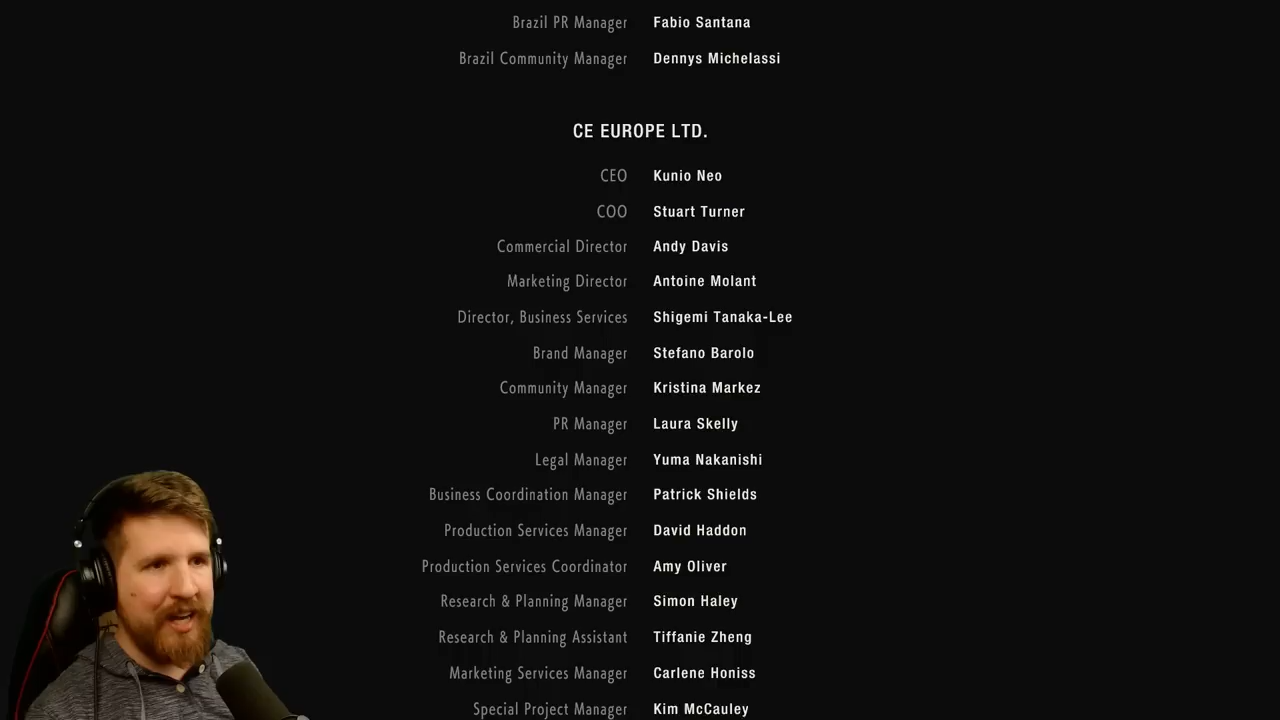 Brazil PR Manager Fabio Santana
Brazil Community Manager Dennys Michelassi
CE EUROPE LTD.
CEO Kunio Neo
COO Stuart Turner
Commercial Director Andy Davis
Marketing Director Antoine Molant
Director, Business Services Shigemi Tanaka-Lee
Brand Manager Stefano Barolo
Community Manager Kristina Markez
PR Manager Laura Skelly
Legal Manager Yuma Nakanishi
Business Coordination Manager Patrick Shields
Production Services Manager David Haddon
Production Services Coordinator Amy Oliver
Research & Planning Manager Simon Haley
Research & Planning Assistant Tiffanie Zheng
Marketing Services Manager Carlene Honiss
Special Project Manager Kim McCauley